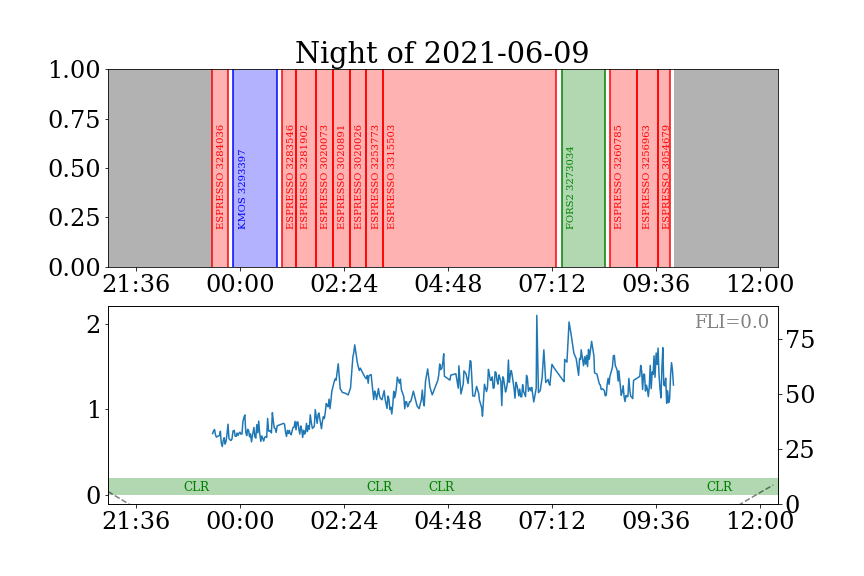 Night of 2021-06-09
1.00
0.75
0.50
0.25
0.00
ESPRESSO 3284036
KMOS 3293397
ESPRESSO 3283546
ESPRESSO 3281902
ESPRESSO 3020073
ESPRESSO 3020891
ESPRESSO 3020026
ESPRESSO 3253773
ESPRESSO 3315503
FORS2 3273034
ESPRESSO 3260785
ESPRESSO 3256963
ESPRESSO 3054679
21:36 00:00 02:24 04:48 07:12 09:36 12:00
FLI=0.0
2
1
0
75
50
25
0
CLR CLR CLR CLR
21:36 00:00 02:24 04:48 07:12 09:36 12:00